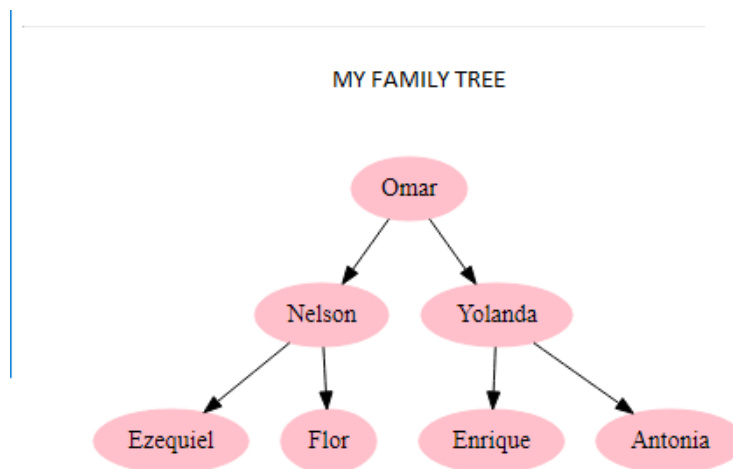 MY FAMILY TREE
Omar
Nelson Yolanda
Ezequiel Flor Enrique Antonia